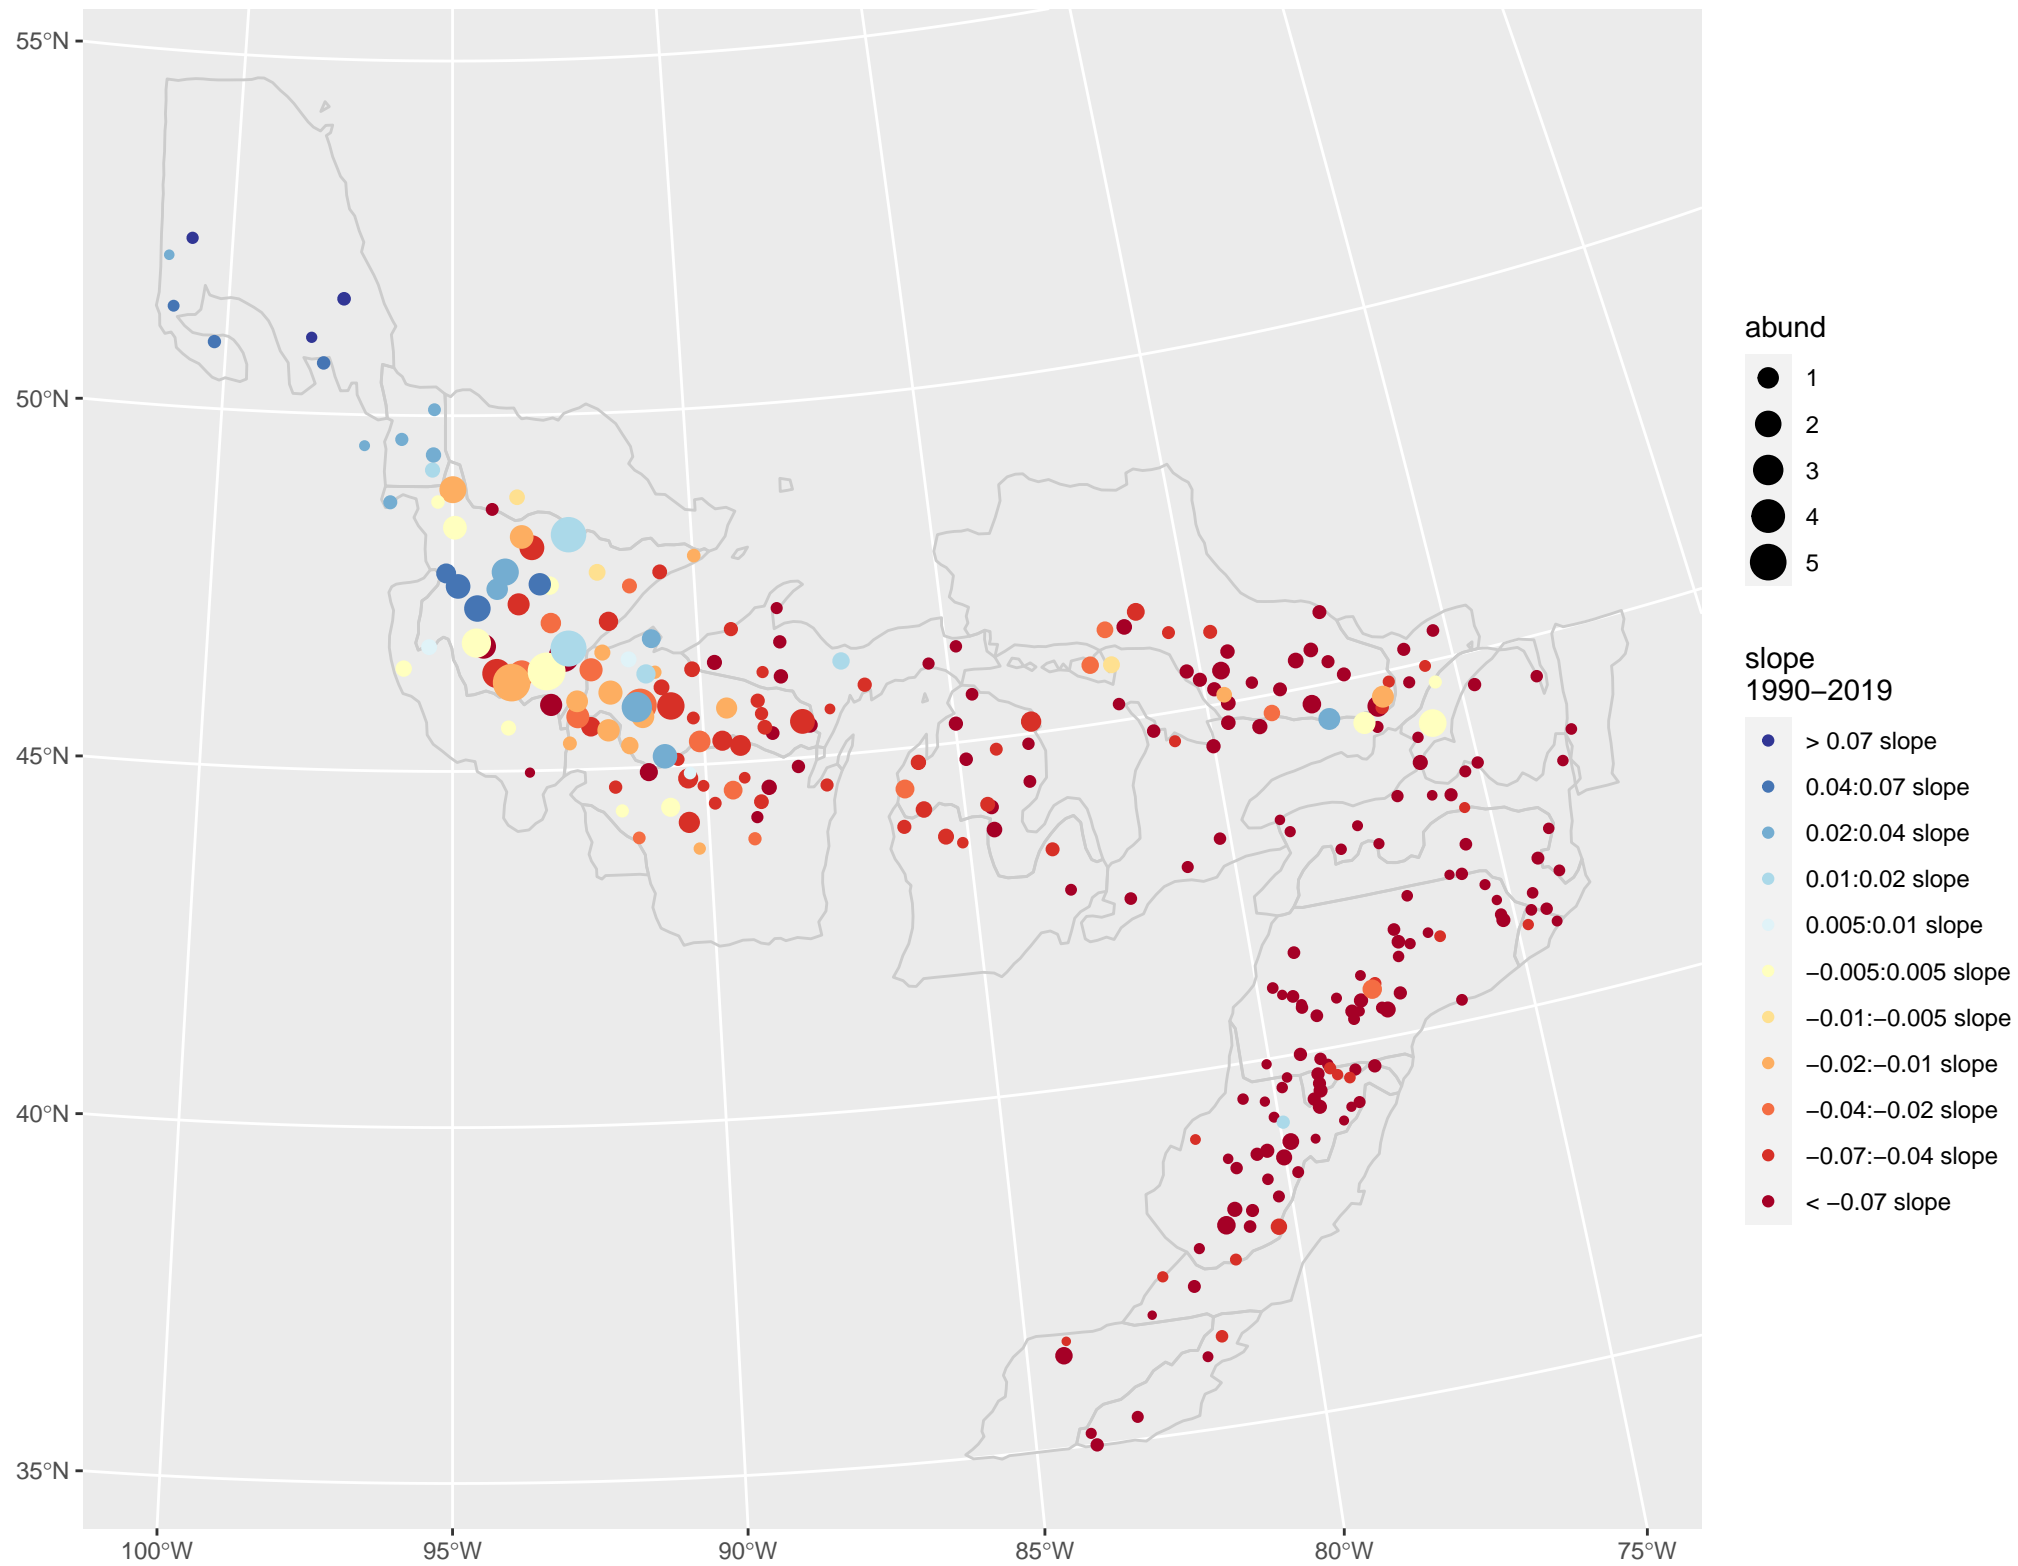 55°N
50°N
45°N
40°N
35°N
100°W
95°W
90°W
85°W
80°W
75°W
abund
1
2
3
4
5
slope
1990−2019
> 0.07 slope
0.04:0.07 slope
0.02:0.04 slope
0.01:0.02 slope
0.005:0.01 slope
−0.005:0.005 slope
−0.01:−0.005 slope
−0.02:−0.01 slope
−0.04:−0.02 slope
−0.07:−0.04 slope
< −0.07 slope